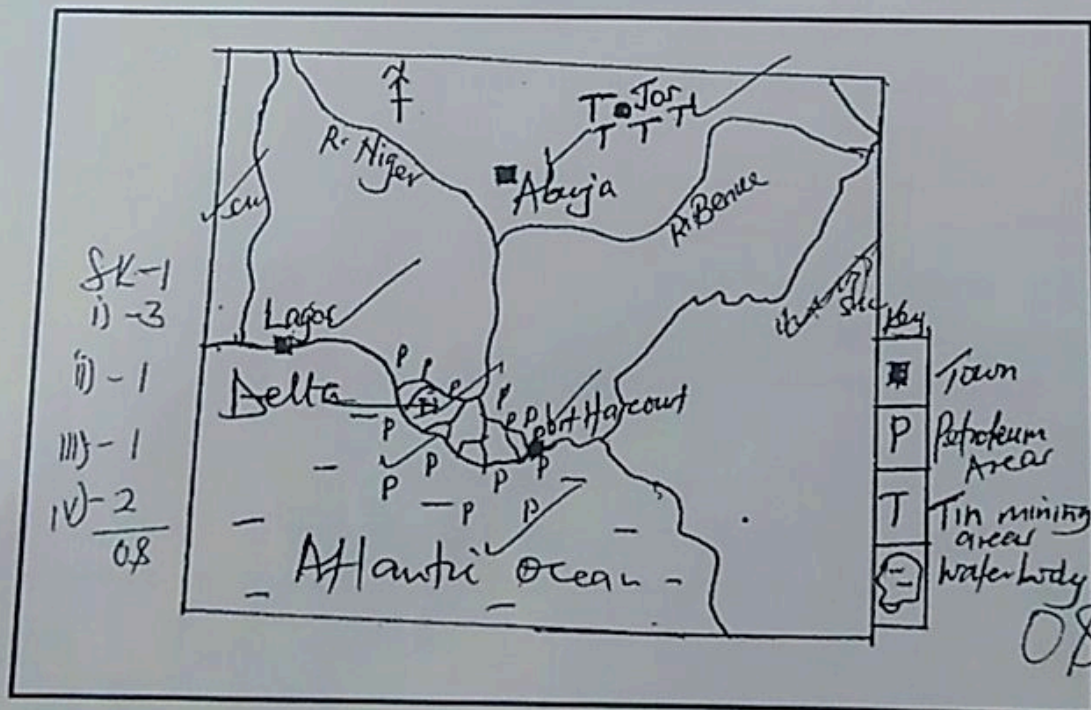 T Jos
T T T T
R. Niger
Abuja
R. Benue
SK-1
i) -3
ii) - 1
iii) - 1
iv) - 2
08
Lagos
Key
Town
P
Petroleum
Areas
T
Tin mining
areas
Water body
P P
P P
Delta
P P P
Port Harcourt
P P P P
P P P
Atlantic Ocean
08